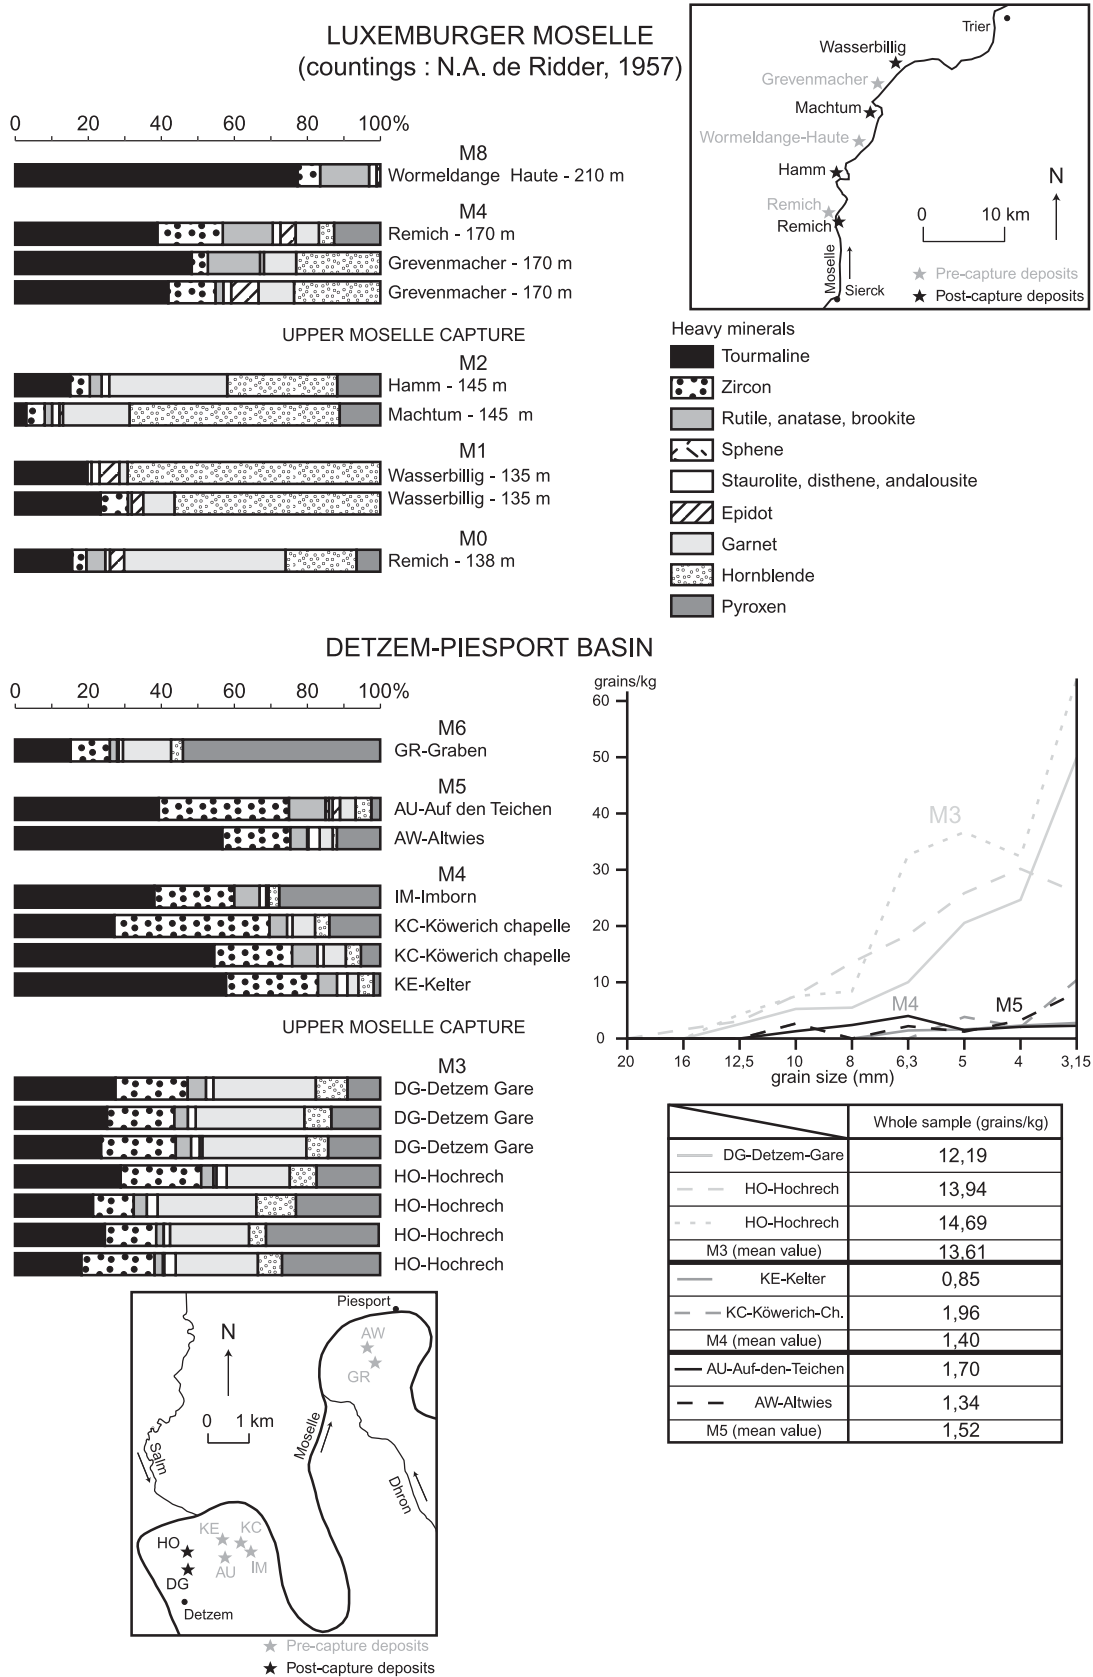 LUXEMBURGER MOSELLE
(countings : N.A. de Ridder, 1957)
0 20 40 60 80 100%
M8
Wormeldange Haute - 210 m
M4
Remich - 170 m
Grevenmacher - 170 m
Grevenmacher - 170 m
UPPER MOSELLE CAPTURE
M2
Hamm - 145 m
Machtum - 145 m
M1
Wasserbillig - 135 m
Wasserbillig - 135 m
M0
Remich - 138 m
Trier
Wasserbillig
Grevenmacher
Machtum
Wormeldange-Haute
Hamm
N
Remich
Remich
0 10 km
Moselle
Sierck
Pre-capture deposits
Post-capture deposits
Heavy minerals
Tourmaline
Zircon
Rutile, anatase, brookite
Sphene
Staurolite, disthene, andalousite
Epidot
Garnet
Hornblende
Pyroxen
DETZEM-PIESPORT BASIN
0 20 40 60 80 100%
M6
GR-Graben
M5
AU-Auf den Teichen
AW-Altwies
M4
IM-Imborn
KC-Köwerich chapelle
KC-Köwerich chapelle
KE-Kelter
UPPER MOSELLE CAPTURE
M3
DG-Detzem Gare
DG-Detzem Gare
DG-Detzem Gare
HO-Hochrech
HO-Hochrech
HO-Hochrech
HO-Hochrech
grains/kg
60
50
40
30
20
10
0
M3
M4
M5
20 16 12,5 10 8 6,3 5 4 3,15
grain size (mm)
Whole sample (grains/kg)
DG-Detzem-Gare 12,19
HO-Hochrech 13,94
HO-Hochrech 14,69
M3 (mean value) 13,61
KE-Kelter 0,85
KC-Köwerich-Ch. 1,96
M4 (mean value) 1,40
AU-Auf-den-Teichen 1,70
AW-Altwies 1,34
M5 (mean value) 1,52
Piesport
N
AW
GR
0 1 km
Moselle
Salm
Dhron
KE KC
HO
AU IM
DG
Detzem
Pre-capture deposits
Post-capture deposits